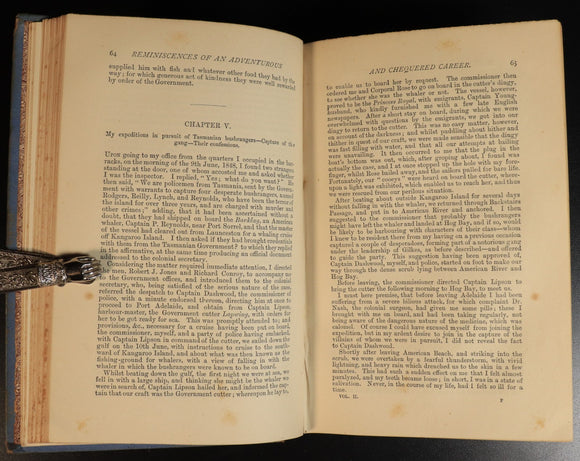 64 REMINISCENCES OF AN ADVENTUROUS
supplied him with fish and whatever other food they had by the
way; for which generous act of kindness they were well rewarded
by order of the Government.
CHAPTER V.
My expeditions in pursuit of Tasmanian bushrangers—Capture of the
gang—Their confessions.
UPON going to my office from the quarters I occupied in the bar-
racks, on the morning of the 9th June, 1848, I found two strangers
standing at the door, one of whom accosted me and asked whether
I was the inspector. I replied, "Yes; what do you want?" He
then said, "We are policemen from Tasmania, sent by the Govern-
ment with warrants to capture four desperate bushrangers, named
Rodgers, Reilly, Lynch, and Reynolds, who have been the terror of
the island for over three years, and are charged with murder and
other crimes;" adding, that it had been ascertained without a
doubt, that they had shipped on board the Harbley, an American
whaler, Captain P. Reynolds, near Port Sorrel, and that the master
of the vessel had cleared out from Launceston for a whaling cruise
off Kangaroo Island. I then asked if they had brought credentials
with them from the Tasmanian Government? to which they replied
in the affirmative, at the same time producing an official document
addressed to the colonial secretary.
Considering the matter required immediate attention, I directed
the men, Robert J. Jones and Richard Conury, to accompany me
to the Government offices, and introduced them to the colonial
secretary, who, being satisfied of the serious nature of the case,
referred the despatch to Captain Dashwood, the commissioner of
police, with a minute endorsed thereon, directing him at once to
proceed to Port Adelaide, and obtain from Captain Lipson,
harbour-master, the Government cutter Lapwing, with orders for
her to be got ready for sea. This was promptly attended to; and
provisions, &c., necessary for a cruise having been put on board,
the commissioner, myself, and a party of police having embarked,
with Captain Lipson in command of the cutter, we sailed down the
gulf on the 10th June, with instructions to cruise to the south-
ward of Kangaroo Island, and about what was then known as the
fishing-ground for whalers, with a view of falling in with the
whaler in which the bushrangers were known to be on board.
Whilst beating down the gulf, the first night we were at sea, we
fell in with a large ship, and thinking she might be the whaler we
were in search of, Captain Lipson hailed her, and informed the cap-
tain that our craft was the Government cutter; whereupon he lay to,
AND CHEQUERED CAREER. 65
to enable us to board her by request. The commissioner then
ordered me and Corporal Rose to go on board in the cutter's dingy,
to see whether she was the whaler or not. The vessel, however,
proved to be the Princess Royal, with emigrants, Captain Young-
husband, who kindly furnished me with a few late English
newspapers. After a short stay on board, during which we were
overwhelmed with questions by the emigrants, we got into our
dingy to return to the cutter. This was no easy matter, however,
on account of the darkness; and whilst paddling about hither and
thither in quest of our craft, we were made sensible that the dingy
was fast filling with water, and that all our attempts at bailing
were unavailing. It then occurred to me that the plug in the
boat's bottom was out, which, after groping about, I found was
actually the case, and I at once stopped the hole with my fore-
finger, whilst Rose bailed away, and the sailors pulled for bare life.
Fortunately, our "cooeys" were heard on board the cutter, where-
upon a light was exhibited, which enabled us to reach her, and thus
we were saved from our perilous condition.
After beating about outside Kangaroo Island for several days
without falling in with the whaler, we returned through Backstairs
Passage, and put in to American River and anchored. I then
suggested to the commissioner that probably the bushrangers
might have left the whaler and landed at Hog Bay, and if so, would
be likely to be harbouring with characters of their class—whom
I knew to be resident there from my having on a previous occasion
captured a couple of desperadoes, forming part of a notorious gang
under the leadership of Gillan, as before described—and offered
to guide the party. This suggestion having been approved of,
Captain Dashwood, myself, and police, started on foot to make our
way through the dense scrub lying between American River and
Hog Bay.
Before leaving, the commissioner directed Captain Lipson to
bring the cutter the following morning to Hog Bay, to meet us.
I must here premise, that before leaving Adelaide I had been
suffering from a severe bilious attack, for which complaint Dr.
Nash, the colonial surgeon, had given me some pills; these I
brought with me on board, and had been taking regularly, not
being aware of the danger from the nature of the medicine, which was
calomel. Of course I could have excused myself from joining the
expedition, but in my ardent desire to join in the capture of the
villains of whom we were in pursuit, I did not reveal the fact
to Captain Dashwood.
Shortly after leaving American Beach, and striking into the
scrub, we were overtaken by a fearful thunderstorm, with vivid
lightning, and heavy rain which drenched us to the skin in a few
minutes. This had such a sudden effect on me that I felt almost
paralyzed, and my teeth became loose; in short, I was in a state of
salivation. Never, in the course of my life, had I felt so ill for a
VOL. II. F